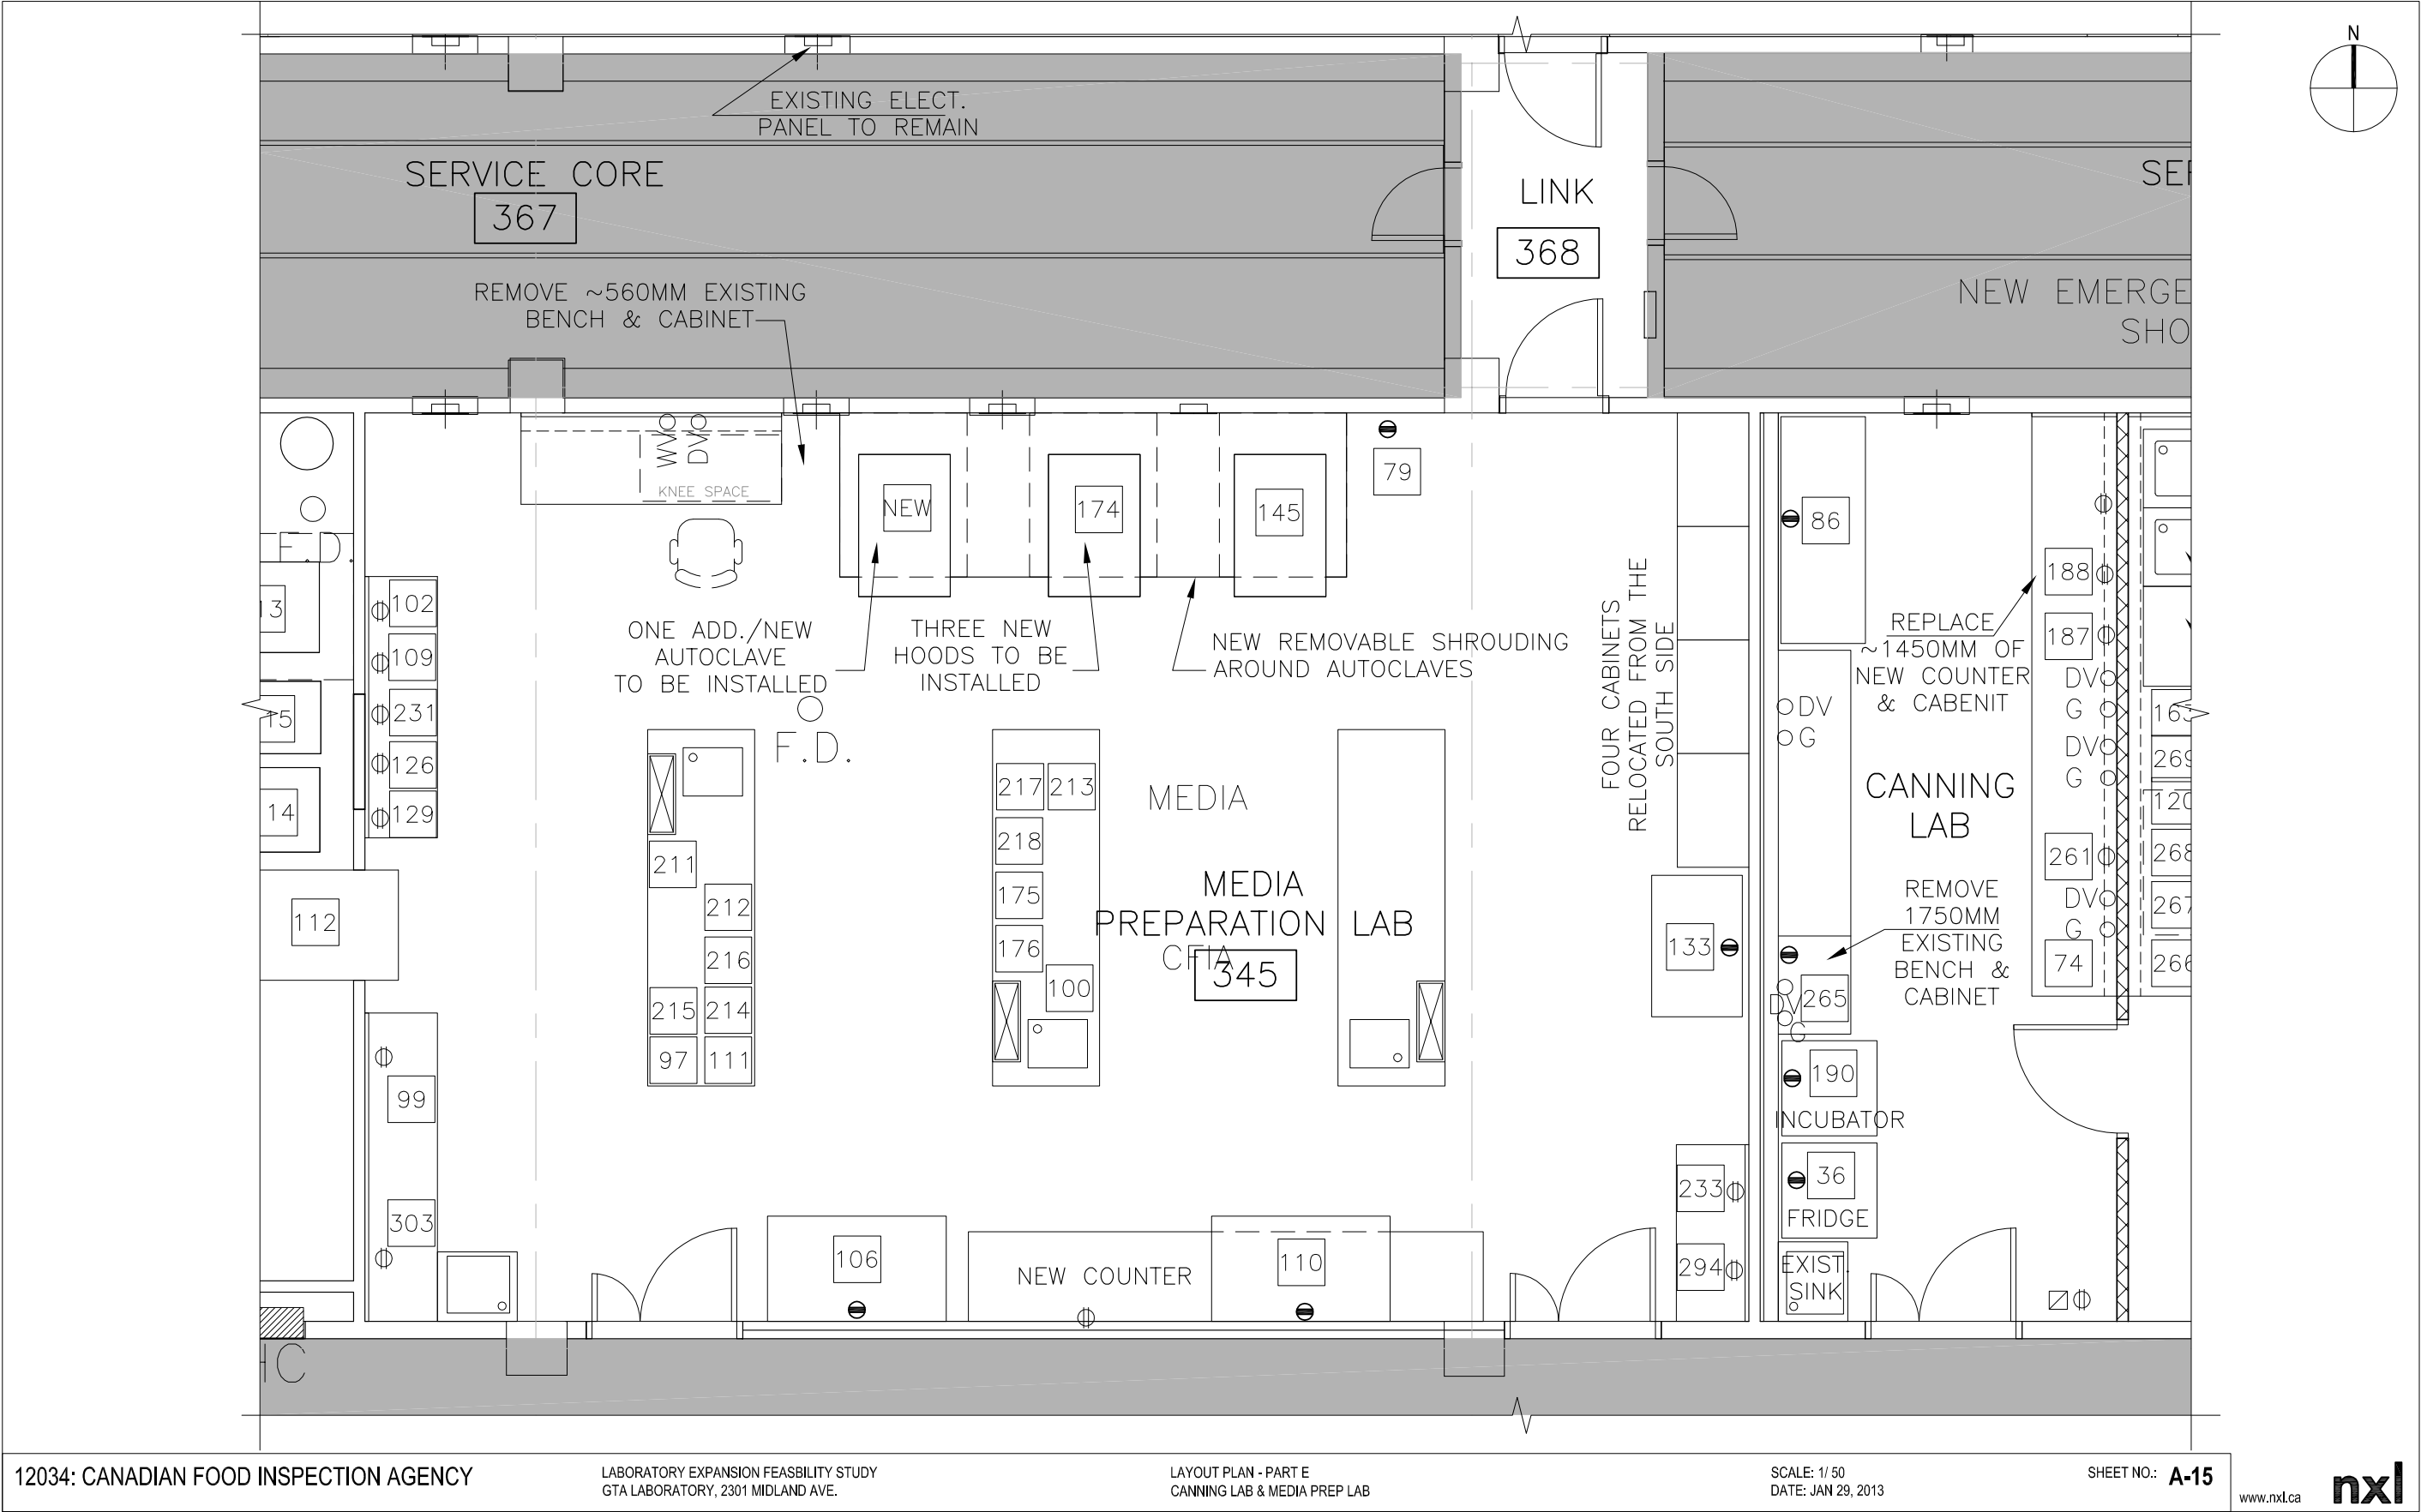 N
EXISTING ELECT.
PANEL TO REMAIN
SERVICE CORE
367
LINK
368
SER
NEW EMERGE
SHO
REMOVE ~560MM EXISTING
BENCH & CABINET
WV
DV
KNEE SPACE
NEW
174
145
79
86
F.D.
13
15
14
112
102
109
231
126
129
ONE ADD./NEW
AUTOCLAVE
TO BE INSTALLED
THREE NEW
HOODS TO BE
INSTALLED
NEW REMOVABLE SHROUDING
AROUND AUTOCLAVES
FOUR CABINETS
RELOCATED FROM THE
SOUTH SIDE
F.D.
188
REPLACE
~1450MM OF
NEW COUNTER
& CABENIT
187
DV
G
DV
G
DV
G
CANNING
LAB
261
DV
G
74
REMOVE
1750MM
EXISTING
BENCH &
CABINET
269
120
268
267
266
217
213
218
175
176
100
MEDIA
MEDIA
PREPARATION LAB
CFIA
345
211
212
216
215
214
97
111
133
265
DV
G
190
INCUBATOR
36
FRIDGE
EXIST.
SINK
99
303
106
NEW COUNTER
110
233
294
HC
12034: CANADIAN FOOD INSPECTION AGENCY
LABORATORY EXPANSION FEASBILITY STUDY
GTA LABORATORY, 2301 MIDLAND AVE.
LAYOUT PLAN - PART E
CANNING LAB & MEDIA PREP LAB
SCALE: 1/ 50
DATE: JAN 29, 2013
SHEET NO.: A-15
www.nxl.ca
nxl